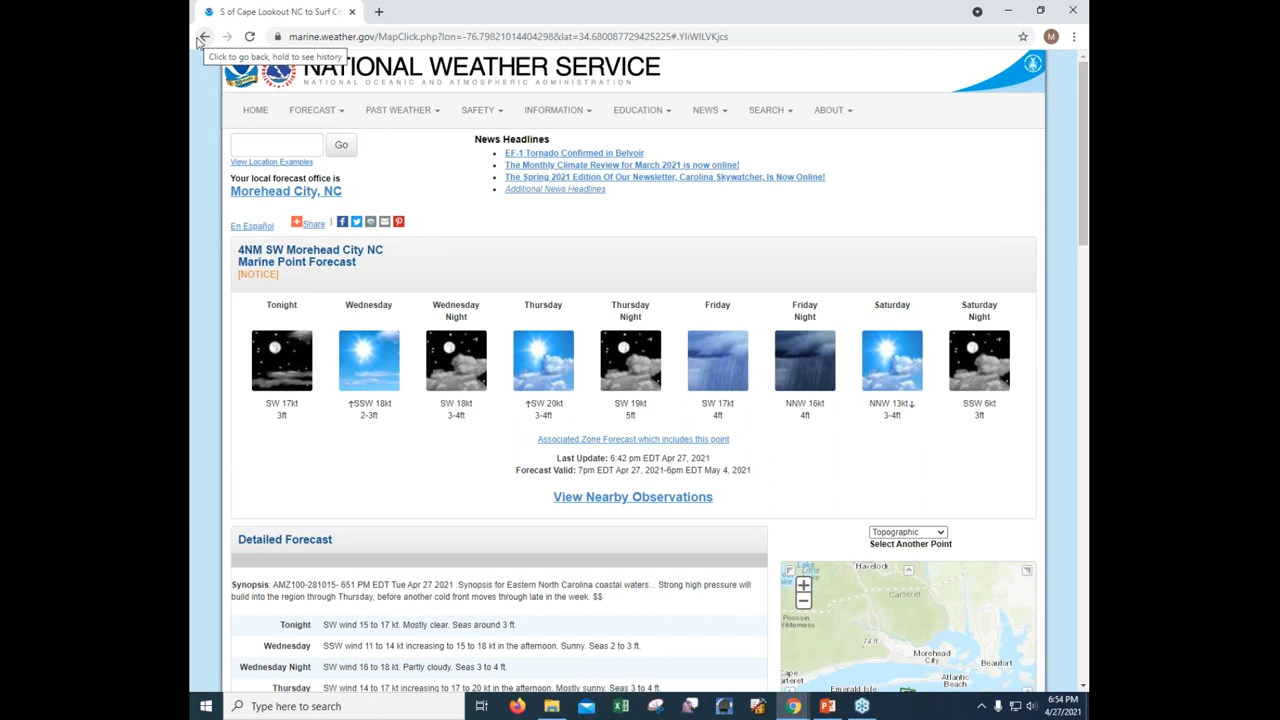 S of Cape Lookout NC to Surf Ci
marine.weather.gov/MapClick.php?lon=-76.79821014404298&lat=34.680087729425225#.YIiWILVKjcs
M
Click to go back, hold to see history
NATIONAL WEATHER SERVICE
NATIONAL OCEANIC AND ATMOSPHERIC ADMINISTRATION
HOME FORECAST PAST WEATHER SAFETY INFORMATION EDUCATION NEWS SEARCH ABOUT
Go
View Location Examples
News Headlines
EF-1 Tornado Confirmed in Belvoir
The Monthly Climate Review for March 2021 is now online!
The Spring 2021 Edition Of Our Newsletter, Carolina Skywatcher, Is Now Online!
Additional News Headlines
Your local forecast office is
Morehead City, NC
En Español Share |
4NM SW Morehead City NC
Marine Point Forecast
[NOTICE]
Tonight Wednesday Wednesday Night Thursday Thursday Night Friday Friday Night Saturday Saturday Night
SW 17kt ↑SSW 18kt SW 18kt ↑SW 20kt SW 19kt SW 17kt NNW 16kt NNW 13kt↓ SSW 6kt
3ft 2-3ft 3-4ft 3-4ft 5ft 4ft 4ft 3-4ft 3ft
Associated Zone Forecast which includes this point
Last Update: 6:42 pm EDT Apr 27, 2021
Forecast Valid: 7pm EDT Apr 27, 2021-6pm EDT May 4, 2021
View Nearby Observations
Detailed Forecast
Synopsis: AMZ100-281015- 651 PM EDT Tue Apr 27 2021 .Synopsis for Eastern North Carolina coastal waters... Strong high pressure will
build into the region through Thursday, before another cold front moves through late in the week. $$
Tonight SW wind 15 to 17 kt. Mostly clear. Seas around 3 ft.
Wednesday SSW wind 11 to 14 kt increasing to 15 to 18 kt in the afternoon. Sunny. Seas 2 to 3 ft.
Wednesday Night SW wind 16 to 18 kt. Partly cloudy. Seas 3 to 4 ft.
Thursday SW wind 14 to 17 kt increasing to 17 to 20 kt in the afternoon. Mostly sunny. Seas 3 to 4 ft.
Topographic
Select Another Point
Havelock
Carteret
Pocosin
Wilderness
74 ft
Morehead
City
Beaufort
Cape
Carteret
Atlantic
Beach
Emerald Isle
Type here to search
6:54 PM
4/27/2021